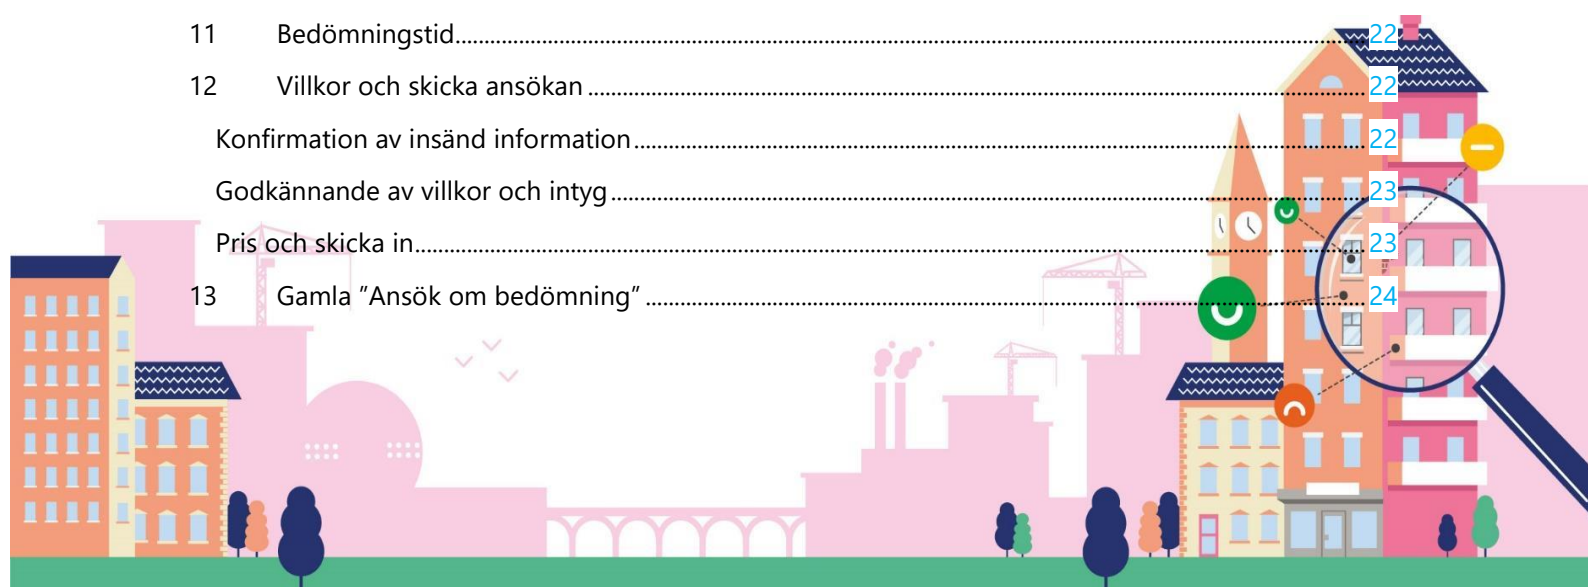 11 Bedömningstid 22
12 Villkor och skicka ansökan 22
Konfirmation av insänd information 22
Godkännande av villkor och intyg 23
Pris och skicka in 23
13 Gamla ”Ansök om bedömning” 24